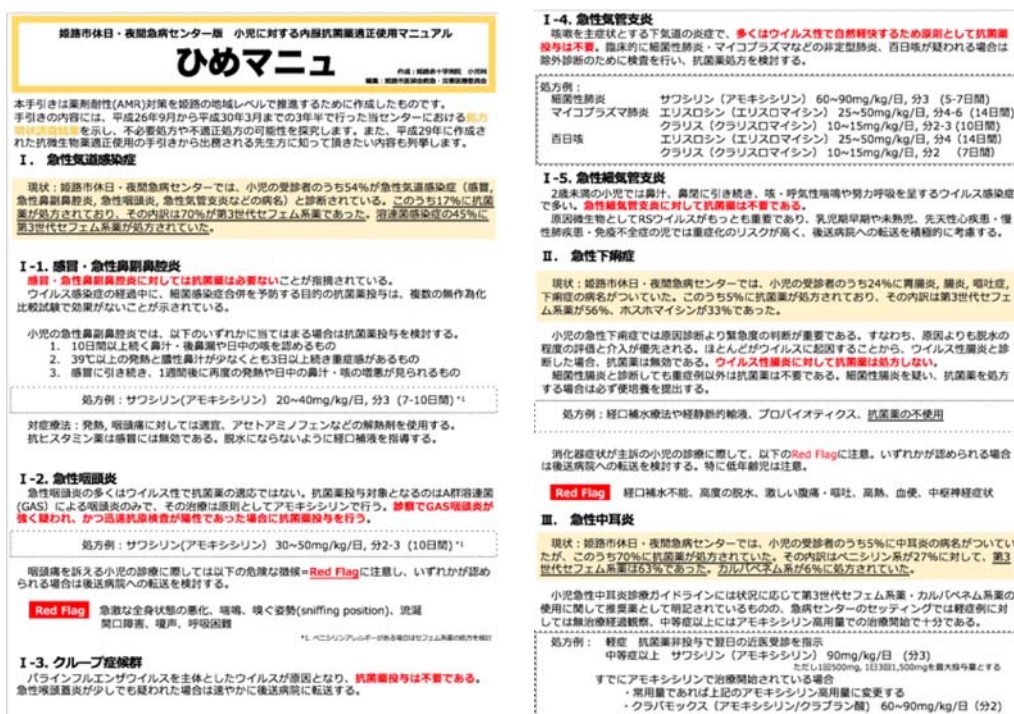 姫路市休日・夜間急病センター版　小児に対する内服抗菌薬適正使用マニュアル
ひめマニュ
作成：姫路赤十字病院 小児科
編集：姫路市医師会救急・災害医療委員会
本手引きは薬剤耐性(AMR)対策を姫路の地域レベルで推進するために作成したものです。
手引きの内容には、平成26年9月から平成30年3月までの3年半で行った当センターにおける処方
現状調査結果を示し、不必要処方や不適正処方の可能性を探究します。また、平成29年に作成さ
れた抗微生物薬適正使用の手引きから出務される先生方に知って頂きたい内容も列挙します。
Ⅰ.　急性気道感染症
現状：姫路市休日・夜間急病センターでは、小児の受診者のうち54%が急性気道感染症（感冒,
急性鼻副鼻腔炎, 急性咽頭炎, 急性気管支炎などの病名）と診断されている。このうち17%に抗菌
薬が処方されており、その内訳は70%が第3世代セフェム系薬であった。溶連菌感染症の45%に
第3世代セフェム系薬が処方されていた。
Ⅰ-1. 感冒・急性鼻副鼻腔炎
感冒・急性鼻副鼻腔炎に対しては抗菌薬は必要ないことが指摘されている。
ウイルス感染症の経過中に、細菌感染症合併を予防する目的の抗菌薬投与は、複数の無作為化
比較試験で効果がないことが示されている。
小児の急性鼻副鼻腔炎では、以下のいずれかに当てはまる場合は抗菌薬投与を検討する。
1.　10日間以上続く鼻汁・後鼻漏や日中の咳を認めるもの
2.　39℃以上の発熱と膿性鼻汁が少なくとも3日以上続き重症感があるもの
3.　感冒に引き続き、1週間後に再度の発熱や日中の鼻汁・咳の増悪が見られるもの
処方例：サワシリン(アモキシシリン） 20~40mg/kg/日, 分3 (7-10日間) *1
対症療法：発熱, 咽頭痛に対しては適宜、アセトアミノフェンなどの解熱剤を使用する。
抗ヒスタミン薬は感冒には無効である。脱水にならないように経口補液を指導する。
Ⅰ-2. 急性咽頭炎
急性咽頭炎の多くはウイルス性で抗菌薬の適応ではない。抗菌薬投与対象となるのはA群溶連菌
(GAS）による咽頭炎のみで、その治療は原則としてアモキシシリンで行う。診察でGAS咽頭炎が
強く疑われ、かつ迅速抗原検査が陽性であった場合に抗菌薬投与を行う。
処方例：サワシリン(アモキシシリン） 30~50mg/kg/日, 分2-3 (10日間) *1
咽頭痛を訴える小児の診療に際しては以下の危険な徴候=Red Flagに注意し、いずれかが認め
られる場合は後送病院への転送を検討する。
Red Flag　急激な全身状態の悪化、喘鳴、嗅ぐ姿勢(sniffing position)、流涎
開口障害、嗄声、呼吸困難
*1. ペニシリンアレルギーがある場合はセフェム系薬の処方を検討
Ⅰ-3. クループ症候群
パラインフルエンザウイルスを主体としたウイルスが原因となり、抗菌薬投与は不要である。
急性喉頭蓋炎が少しでも疑われた場合は速やかに後送病院に転送する。
Ⅰ-4. 急性気管支炎
咳嗽を主症状とする下気道の炎症で、多くはウイルス性で自然軽快するため原則として抗菌薬
投与は不要。臨床的に細菌性肺炎・マイコプラズマなどの非定型肺炎、百日咳が疑われる場合は
除外診断のために検査を行い、抗菌薬処方を検討する。
処方例：
細菌性肺炎　サワシリン（アモキシシリン） 60~90mg/kg/日, 分3　(5-7日間)
マイコプラズマ肺炎　エリスロシン（エリスロマイシン） 25~50mg/kg/日, 分4-6 (14日間)
クラリス（クラリスロマイシン） 10~15mg/kg/日, 分2-3 (10日間)
百日咳　エリスロシン（エリスロマイシン） 25~50mg/kg/日, 分4 (14日間)
クラリス（クラリスロマイシン） 10~15mg/kg/日, 分2　(7日間)
Ⅰ-5. 急性細気管支炎
2歳未満の小児では鼻汁、鼻閉に引き続き、咳・呼気性喘鳴や努力呼吸を呈するウイルス感染症
で多い。急性細気管支炎に対して抗菌薬は不要である。
原因微生物としてRSウイルスがもっとも重要であり、乳児期早期や未熟児、先天性心疾患・慢
性肺疾患・免疫不全症の児では重症化のリスクが高く、後送病院への転送を積極的に考慮する。
Ⅱ.　急性下痢症
現状：姫路市休日・夜間急病センターでは、小児の受診者のうち24%に胃腸炎, 腸炎, 嘔吐症,
下痢症の病名がついていた。このうち5%に抗菌薬が処方されており、その内訳は第3世代セフェ
ム系薬が56%、ホスホマイシンが33%であった。
小児の急性下痢症では原因診断より緊急度の判断が重要である。すなわち、原因よりも脱水の
程度の評価と介入が優先される。ほとんどがウイルスに起因することから、ウイルス性腸炎と診
断した場合、抗菌薬は無効である。ウイルス性腸炎に対して抗菌薬は処方しない。
細菌性腸炎と診断しても重症例以外は抗菌薬は不要である。細菌性腸炎を疑い、抗菌薬を処方
する場合は必ず便培養を提出する。
処方例：経口補水療法や経静脈的輸液、プロバイオティクス、抗菌薬の不使用
消化器症状が主訴の小児の診療に際して、以下のRed Flagに注意。いずれかが認められる場合
は後送病院への転送を検討する。特に低年齢児は注意。
Red Flag　経口補水不能、高度の脱水、激しい腹痛・嘔吐、高熱、血便、中枢神経症状
Ⅲ.　急性中耳炎
現状：姫路市休日・夜間急病センターでは、小児の受診者のうち5%に中耳炎の病名がついてい
たが、このうち70%に抗菌薬が処方されていた。その内訳はペニシリン系が27%に対して、第3
世代セフェム系薬は63%であった。カルバペネム系が6%に処方されていた。
小児急性中耳炎診療ガイドラインには状況に応じて第3世代セフェム系薬・カルバペネム系薬の
使用に関して推奨薬として明記されているものの、急病センターのセッティングでは軽症例に対
しては無治療経過観察、中等症以上にはアモキシシリン高用量での治療開始で十分である。
処方例：　軽症　抗菌薬非投与で翌日の近医受診を指示
中等症以上　サワシリン（アモキシシリン） 90mg/kg/日　(分3)
ただし1回500mg, 1日3回1,500mgを最大投与量とする
すでにアモキシシリンで治療開始されている場合
・常用量であれば上記のアモキシシリン高用量に変更する
・クラバモックス（アモキシシリン/クラブラン酸） 60~90mg/kg/日（分2）